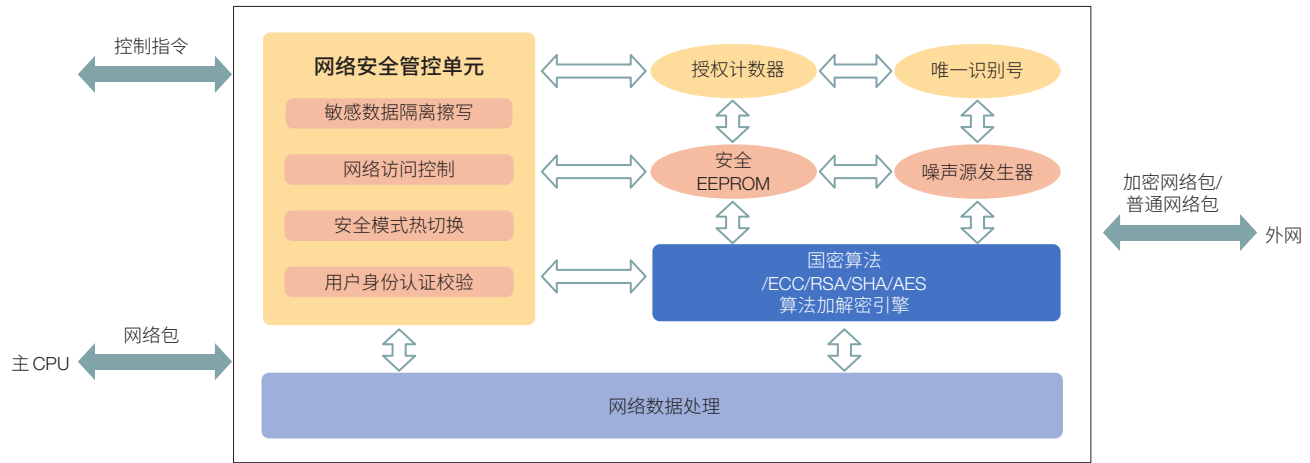 控制指令
网络安全管控单元
敏感数据隔离擦写
网络访问控制
安全模式热切换
用户身份认证校验
授权计数器
唯一识别号
安全
EEPROM
噪声源发生器
国密算法
/ECC/RSA/SHA/AES
算法加解密引擎
加密网络包/
普通网络包
外网
网络包
主 CPU
网络数据处理